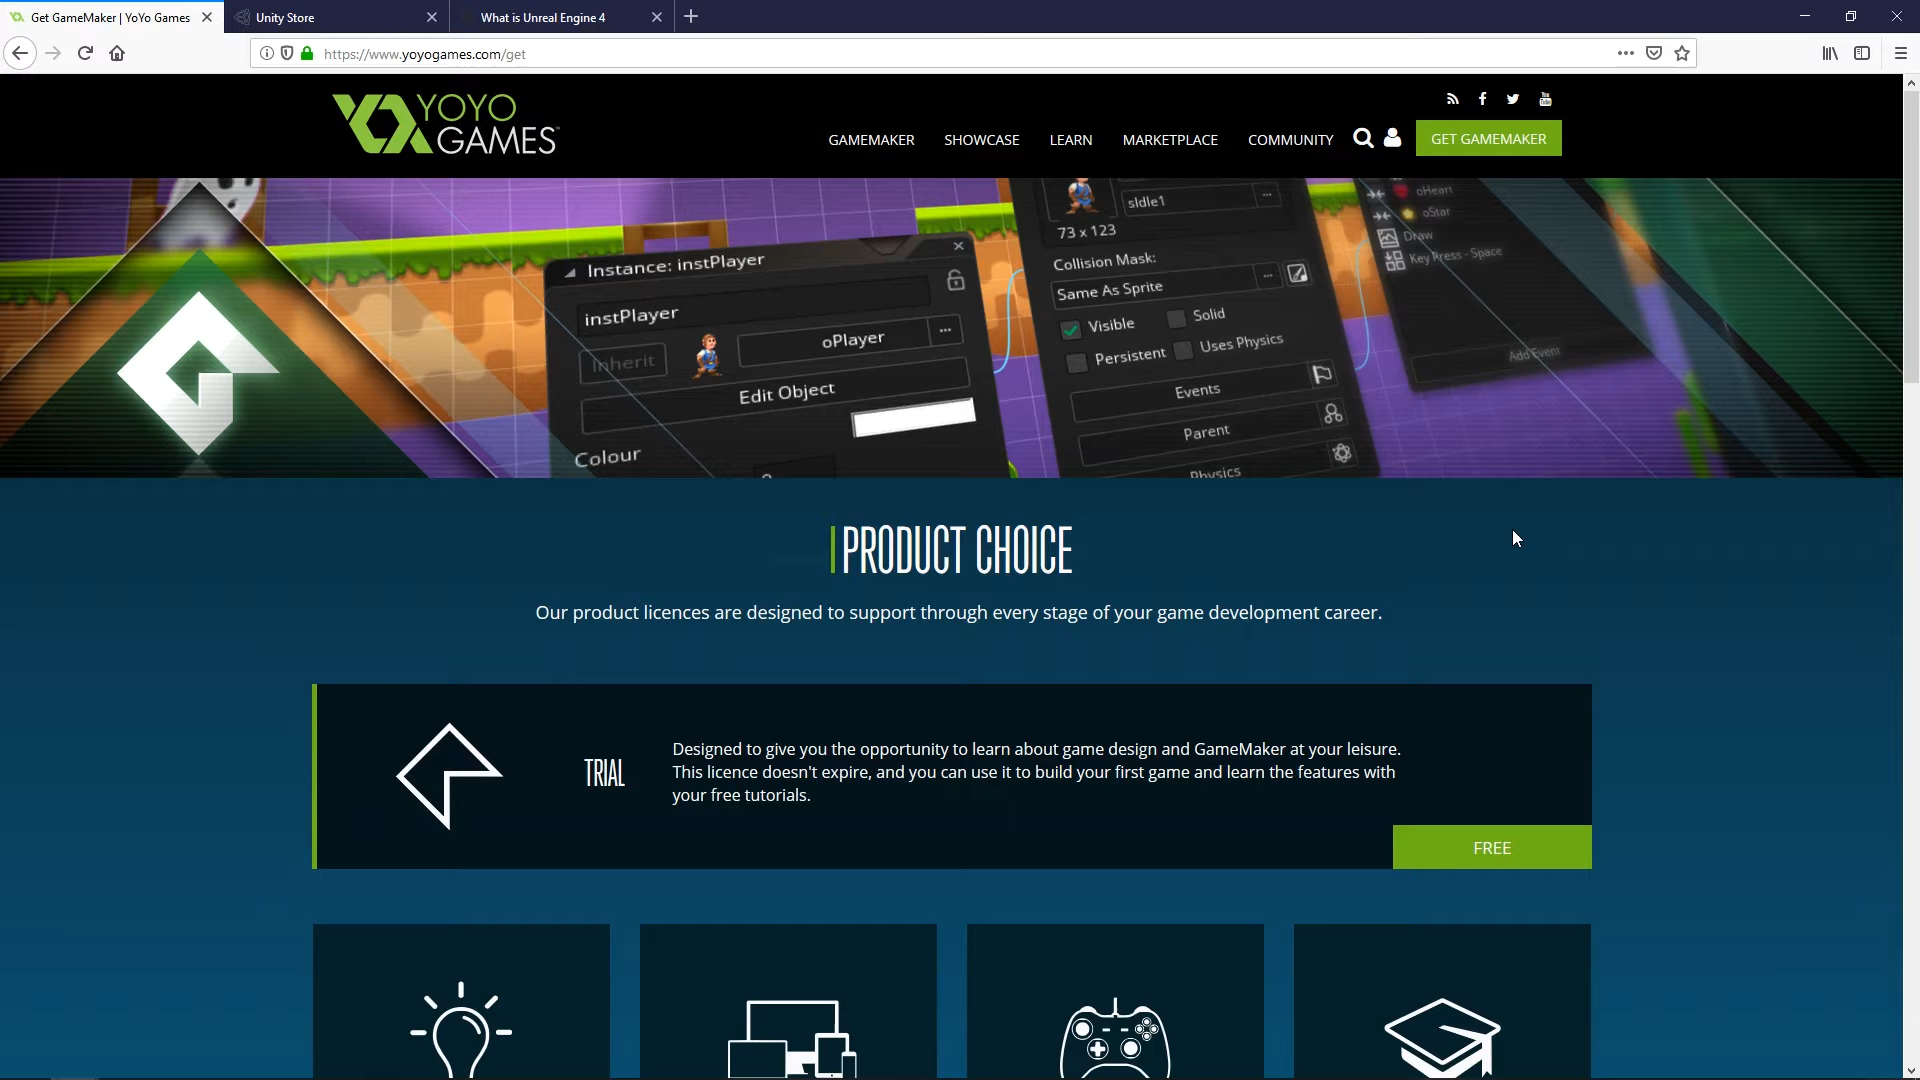 Get GameMaker | YoYo Games
Unity Store
What is Unreal Engine 4
https://www.yoyogames.com/get
YOYO
GAMES™
GAMEMAKER
SHOWCASE
LEARN
MARKETPLACE
COMMUNITY
GET GAMEMAKER
Instance: instPlayer
instPlayer
Inherit
oPlayer
Edit Object
Colour
sIdle1
73 x 123
Collision Mask:
Same As Sprite
Visible
Solid
Persistent
Uses Physics
Events
Parent
Physics
oHeart
oStar
Draw
Key Press - Space
Add Event
PRODUCT CHOICE
Our product licences are designed to support through every stage of your game development career.
TRIAL
Designed to give you the opportunity to learn about game design and GameMaker at your leisure.
This licence doesn't expire, and you can use it to build your first game and learn the features with
your free tutorials.
FREE